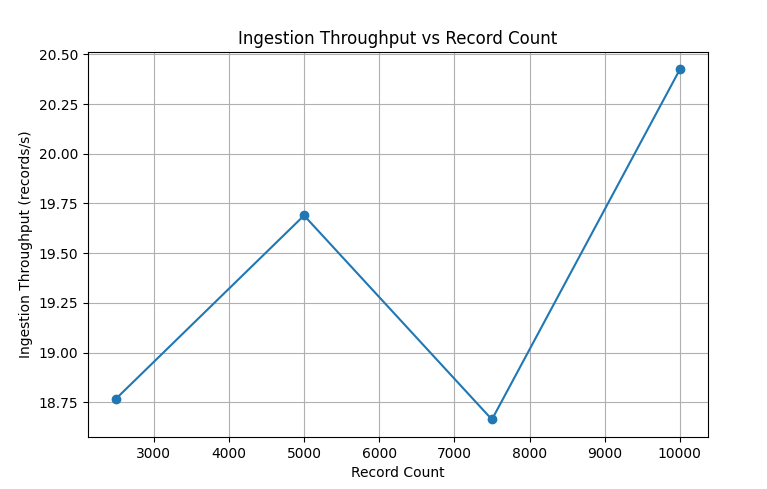 Ingestion Throughput vs Record Count
Ingestion Throughput (records/s)
20.50
20.25
20.00
19.75
19.50
19.25
19.00
18.75
3000 4000 5000 6000 7000 8000 9000 10000
Record Count